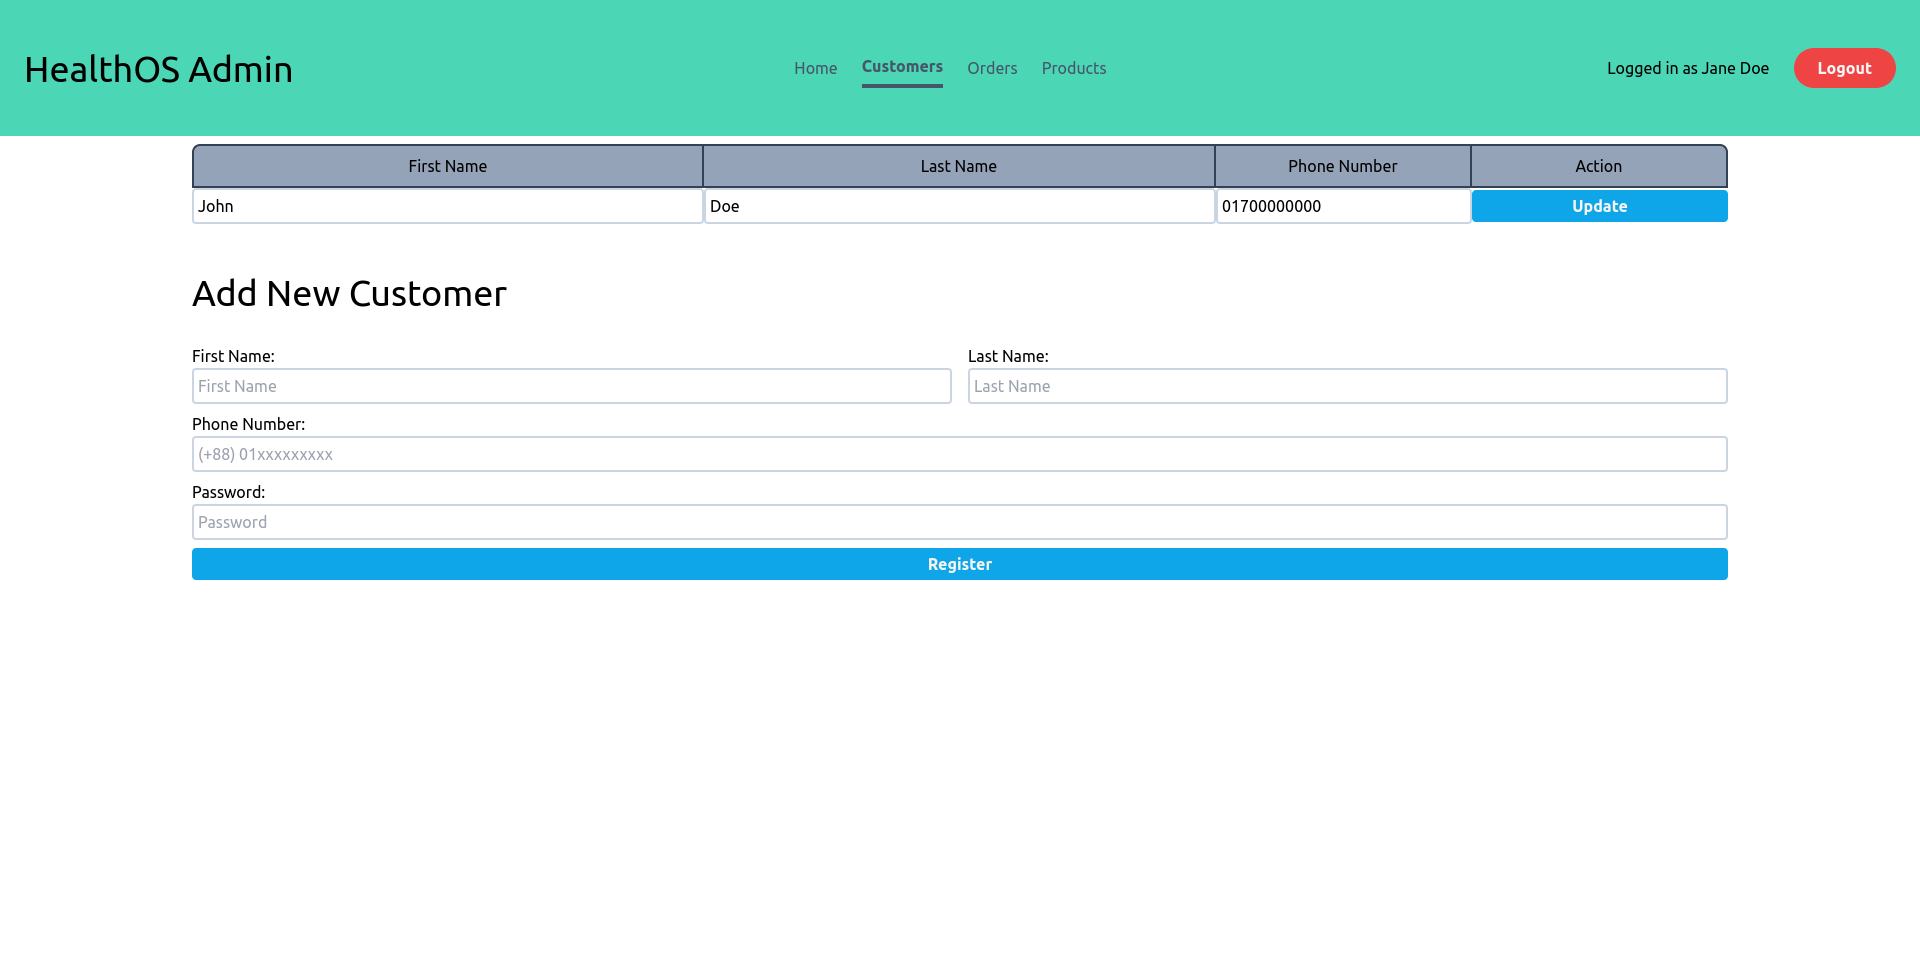 HealthOS Admin
Home Customers Orders Products
Logged in as Jane Doe Logout
First Name Last Name Phone Number Action
John Doe 01700000000 Update
Add New Customer
First Name: Last Name:
First Name Last Name
Phone Number:
(+88) 01xxxxxxxxx
Password:
Password
Register